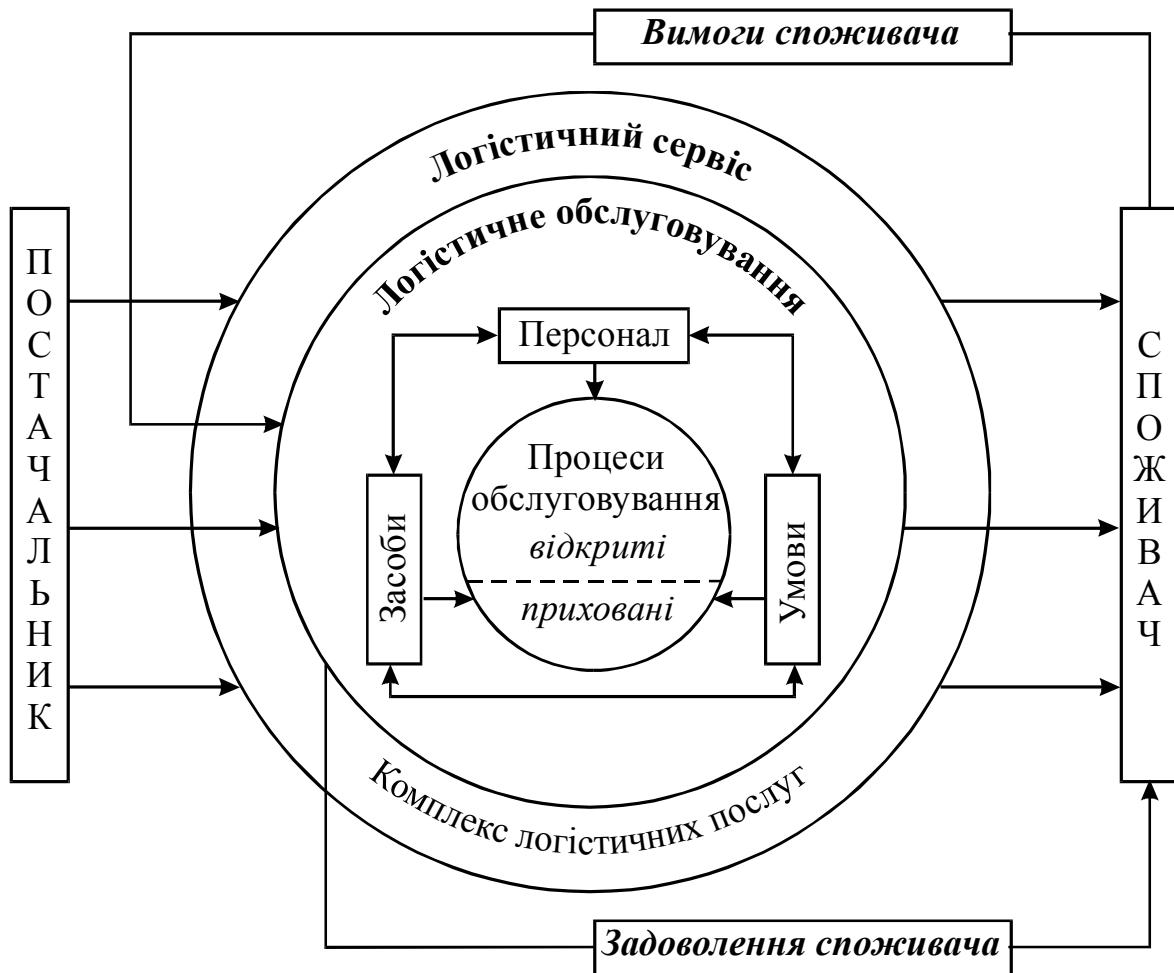 Вимоги споживача
Логістичний сервіс
Логістичне обслуговування
ПОСТАЧАЛЬНИК
Персонал
СПОЖИВАЧ
Процеси
обслуговування
відкриті
приховані
Засоби
Умови
Комплекс логістичних послуг
Задоволення споживача